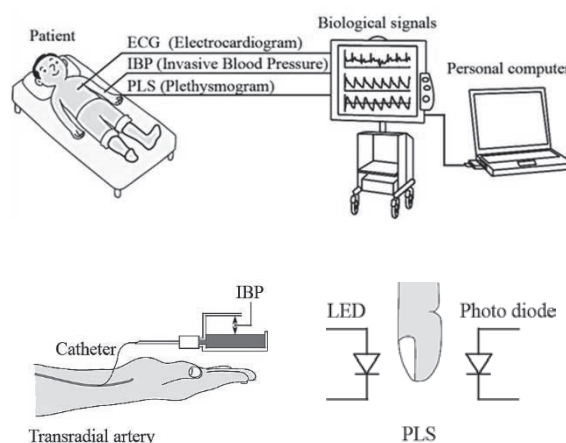 Patient
Biological signals
ECG (Electrocardiogram)
IBP (Invasive Blood Pressure)
PLS (Plethysmogram)
Personal computer
IBP
Catheter
Transradial artery
LED
Photo diode
PLS